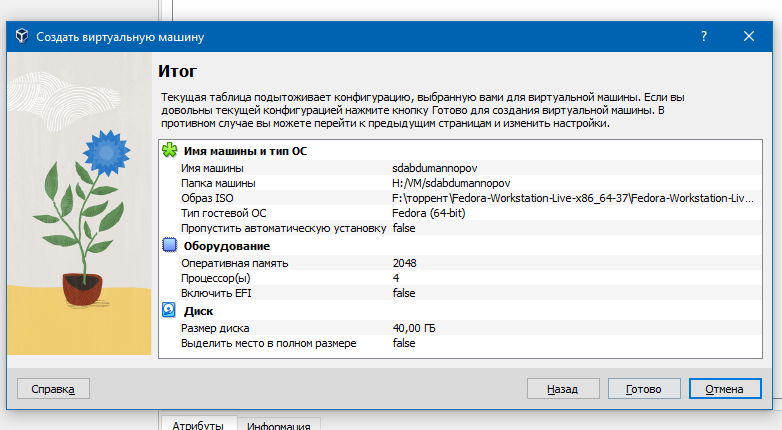 Создать виртуальную машину
?
Итог
Текущая таблица подытоживает конфигурацию, выбранную вами для виртуальной машины. Если вы
довольны текущей конфигурацией нажмите кнопку Готово для создания виртуальной машины. В
противном случае вы можете перейти к предыдущим страницам и изменить настройки.
Имя машины и тип ОС
Имя машины sdabdumannopov
Папка машины H:/VM/sdabdumannopov
Образ ISO F:\торрент\Fedora-Workstation-Live-x86_64-37\Fedora-Workstation-Liv...
Тип гостевой ОС Fedora (64-bit)
Пропустить автоматическую установку false
Оборудование
Оперативная память 2048
Процессор(ы) 4
Включить EFI false
Диск
Размер диска 40,00 ГБ
Выделить место в полном размере false
Справка Назад Готово Отмена
Атрибуты Информация